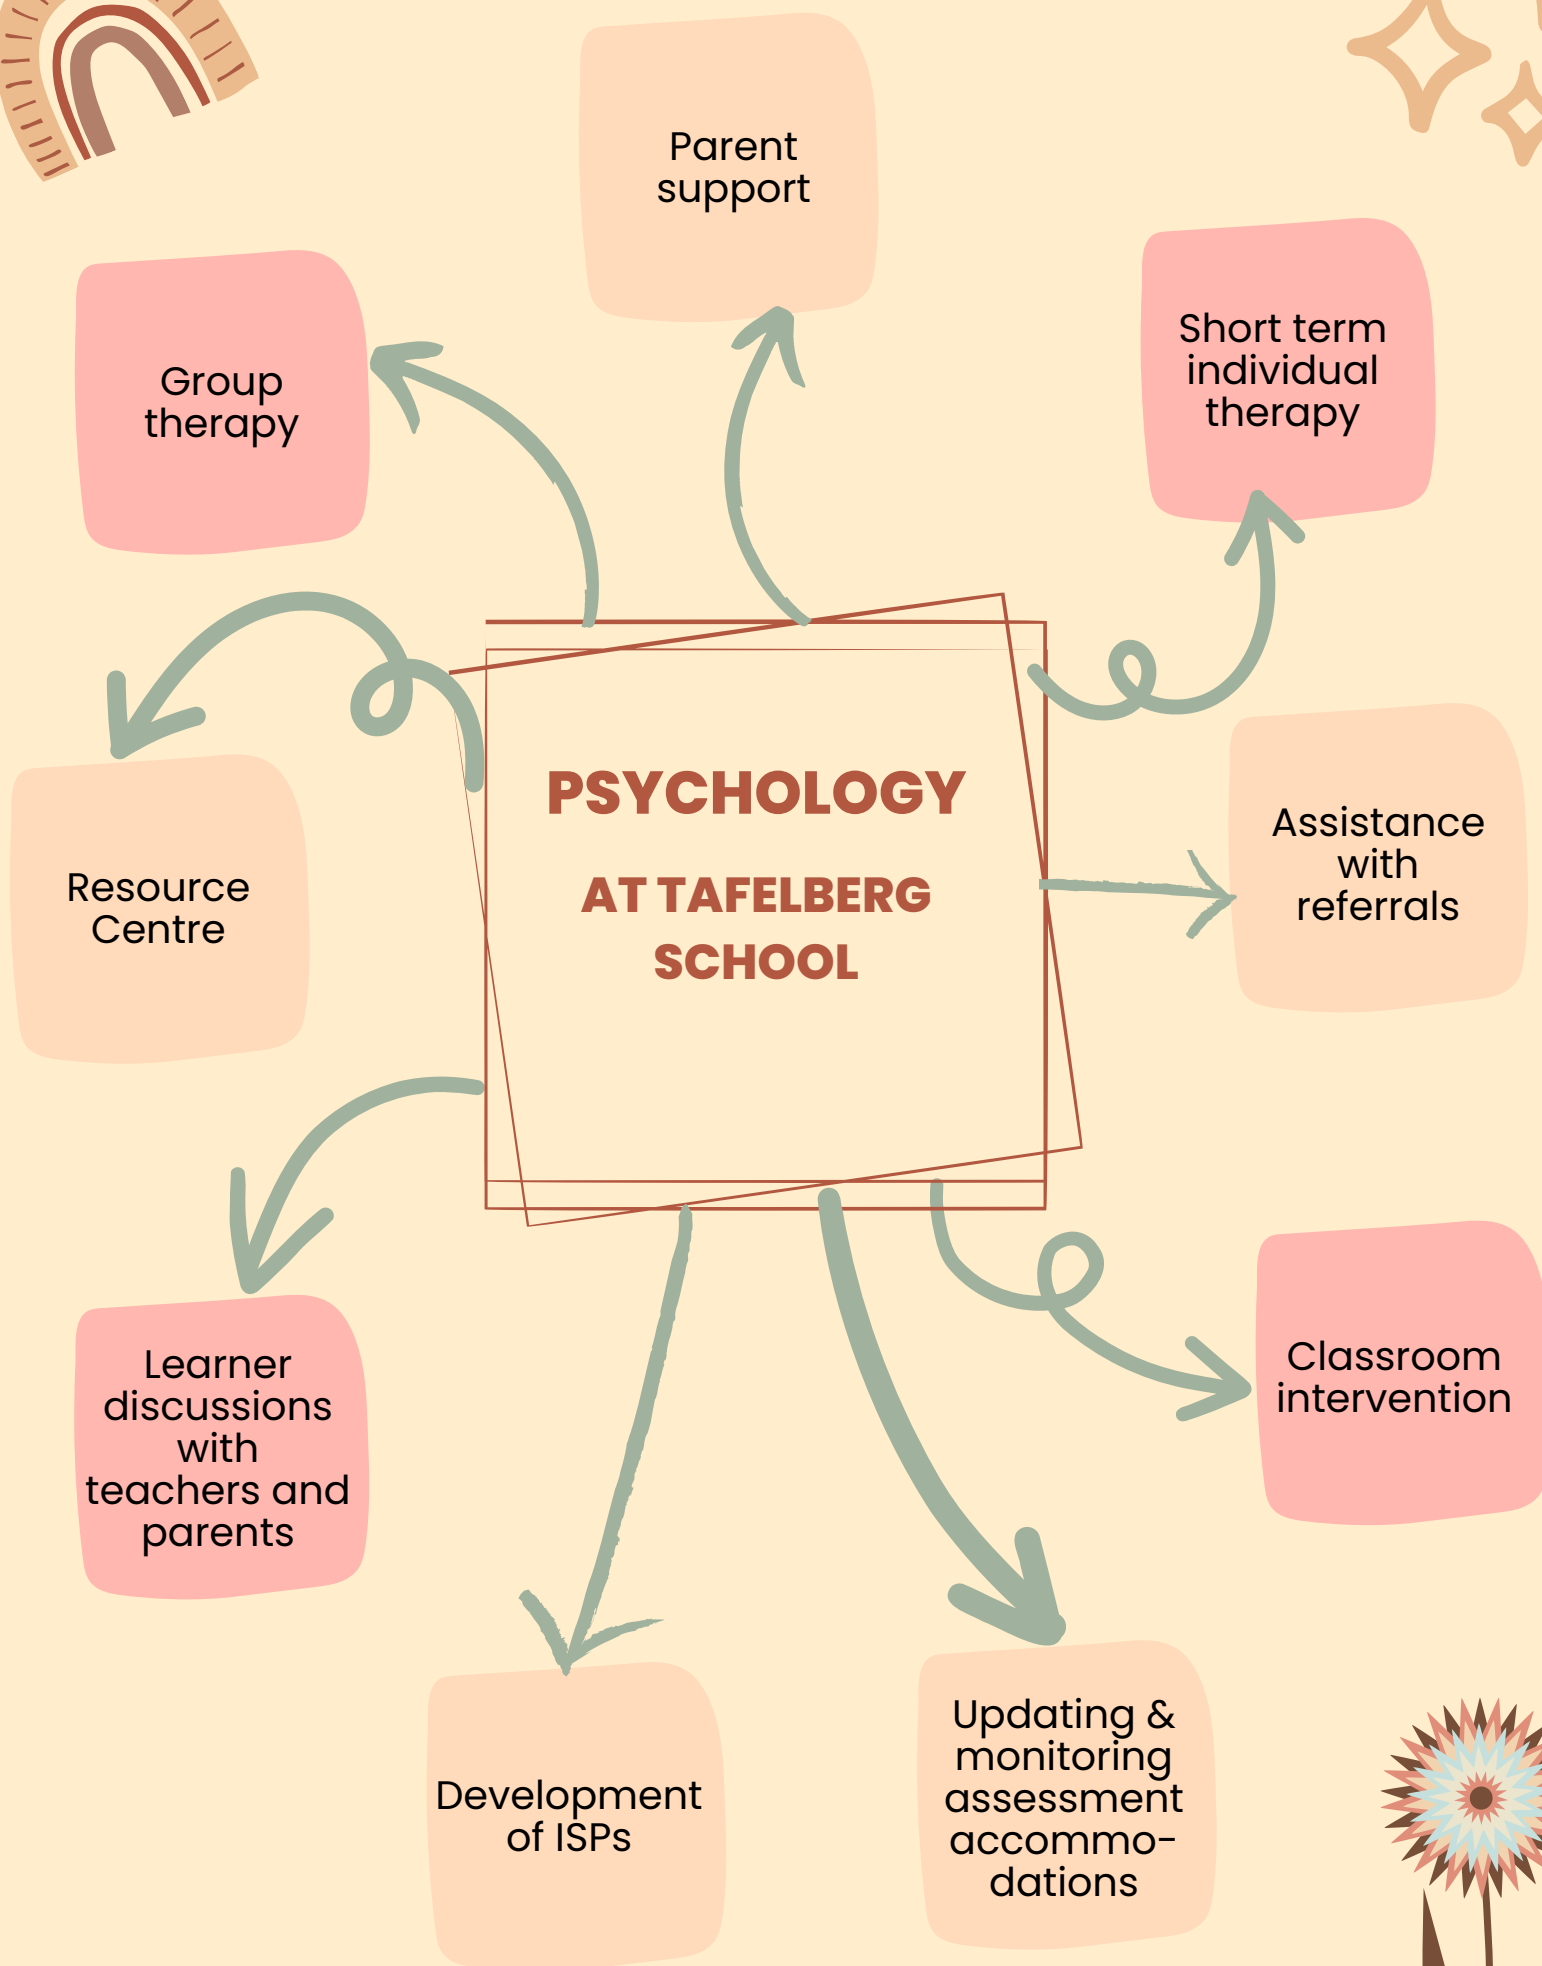 Parent
support
Short term
individual
therapy
Group
therapy
PSYCHOLOGY
AT TAFELBERG
SCHOOL
Assistance
with
referrals
Resource
Centre
Classroom
intervention
Learner
discussions
with
teachers and
parents
Development
of ISPs
Updating &
monitoring
assessment
accommo-
dations